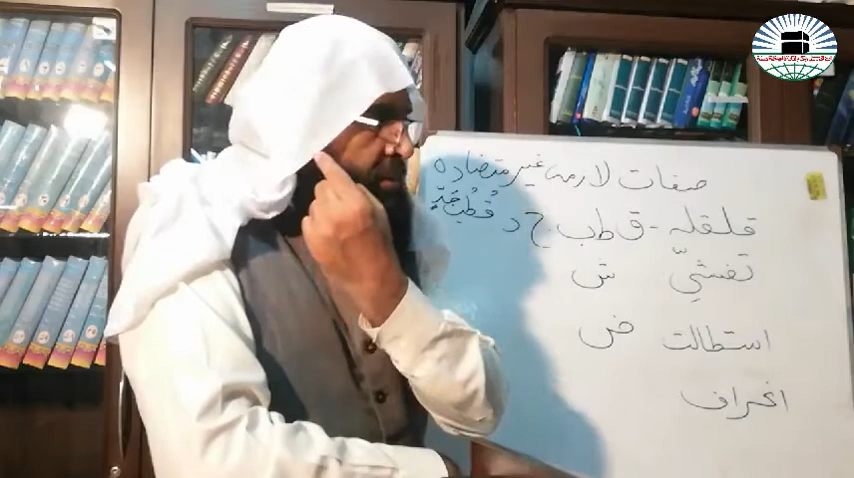 صفات لازمہ غیر متضادہ
قلقلہ - ق ط ب ج د قُطْبُ جَدٍّ
تفشّیِ ش
استطالت ض
انحراف